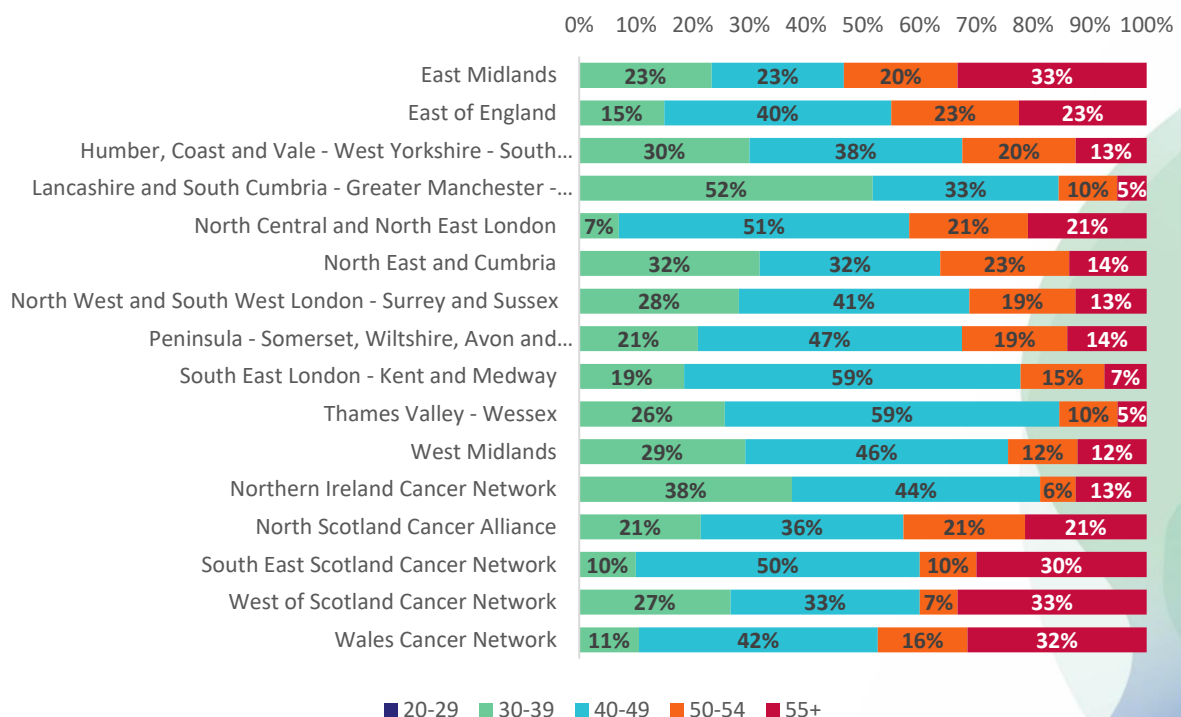 0% 10% 20% 30% 40% 50% 60% 70% 80% 90% 100%
East Midlands 23% 23% 20% 33%
East of England 15% 40% 23% 23%
Humber, Coast and Vale - West Yorkshire - South... 30% 38% 20% 13%
Lancashire and South Cumbria - Greater Manchester -... 52% 33% 10% 5%
North Central and North East London 7% 51% 21% 21%
North East and Cumbria 32% 32% 23% 14%
North West and South West London - Surrey and Sussex 28% 41% 19% 13%
Peninsula - Somerset, Wiltshire, Avon and... 21% 47% 19% 14%
South East London - Kent and Medway 19% 59% 15% 7%
Thames Valley - Wessex 26% 59% 10% 5%
West Midlands 29% 46% 12% 12%
Northern Ireland Cancer Network 38% 44% 6% 13%
North Scotland Cancer Alliance 21% 36% 21% 21%
South East Scotland Cancer Network 10% 50% 10% 30%
West of Scotland Cancer Network 27% 33% 7% 33%
Wales Cancer Network 11% 42% 16% 32%
20-29 30-39 40-49 50-54 55+